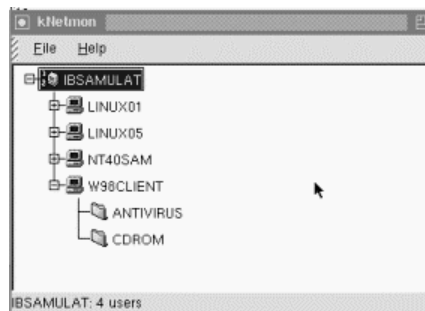 kNetmon
File Help
IBSAMULAT
LINUX01
LINUX05
NT40SAM
W98CLIENT
ANTIVIRUS
CDROM
IBSAMULAT: 4 users